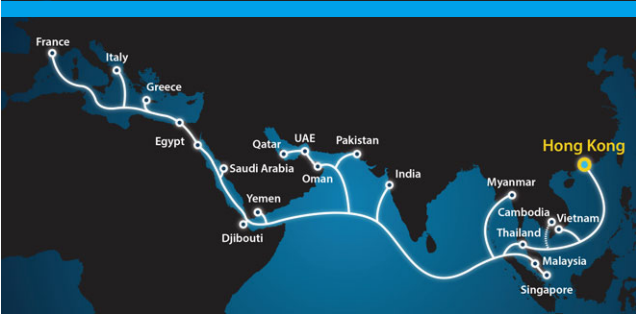 France
Italy
Greece
Egypt
Qatar
UAE
Pakistan
Hong Kong
Saudi Arabia
Oman
India
Myanmar
Yemen
Cambodia
Vietnam
Djibouti
Thailand
Malaysia
Singapore